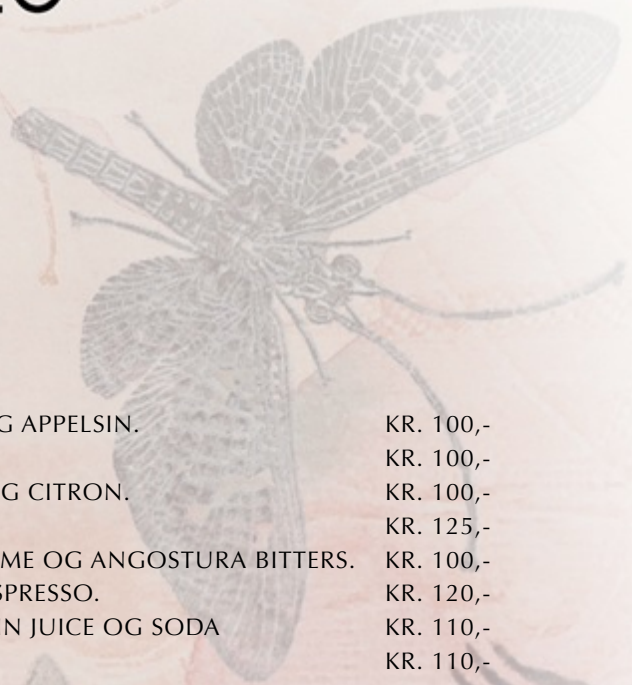 G APPELSIN. KR. 100,-
KR. 100,-
G CITRON. KR. 100,-
KR. 125,-
ME OG ANGOSTURA BITTERS. KR. 100,-
SPRESSO. KR. 120,-
N JUICE OG SODA KR. 110,-
KR. 110,-